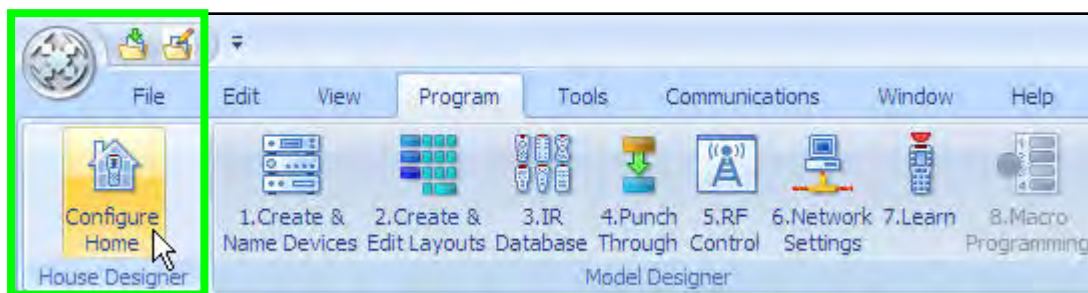 File Edit View Program Tools Communications Window Help
Configure Home
1.Create & Name Devices
2.Create & Edit Layouts
3.IR Database
4.Punch Through
5.RF Control
6.Network Settings
7.Learn
8.Macro Programming
House Designer
Model Designer